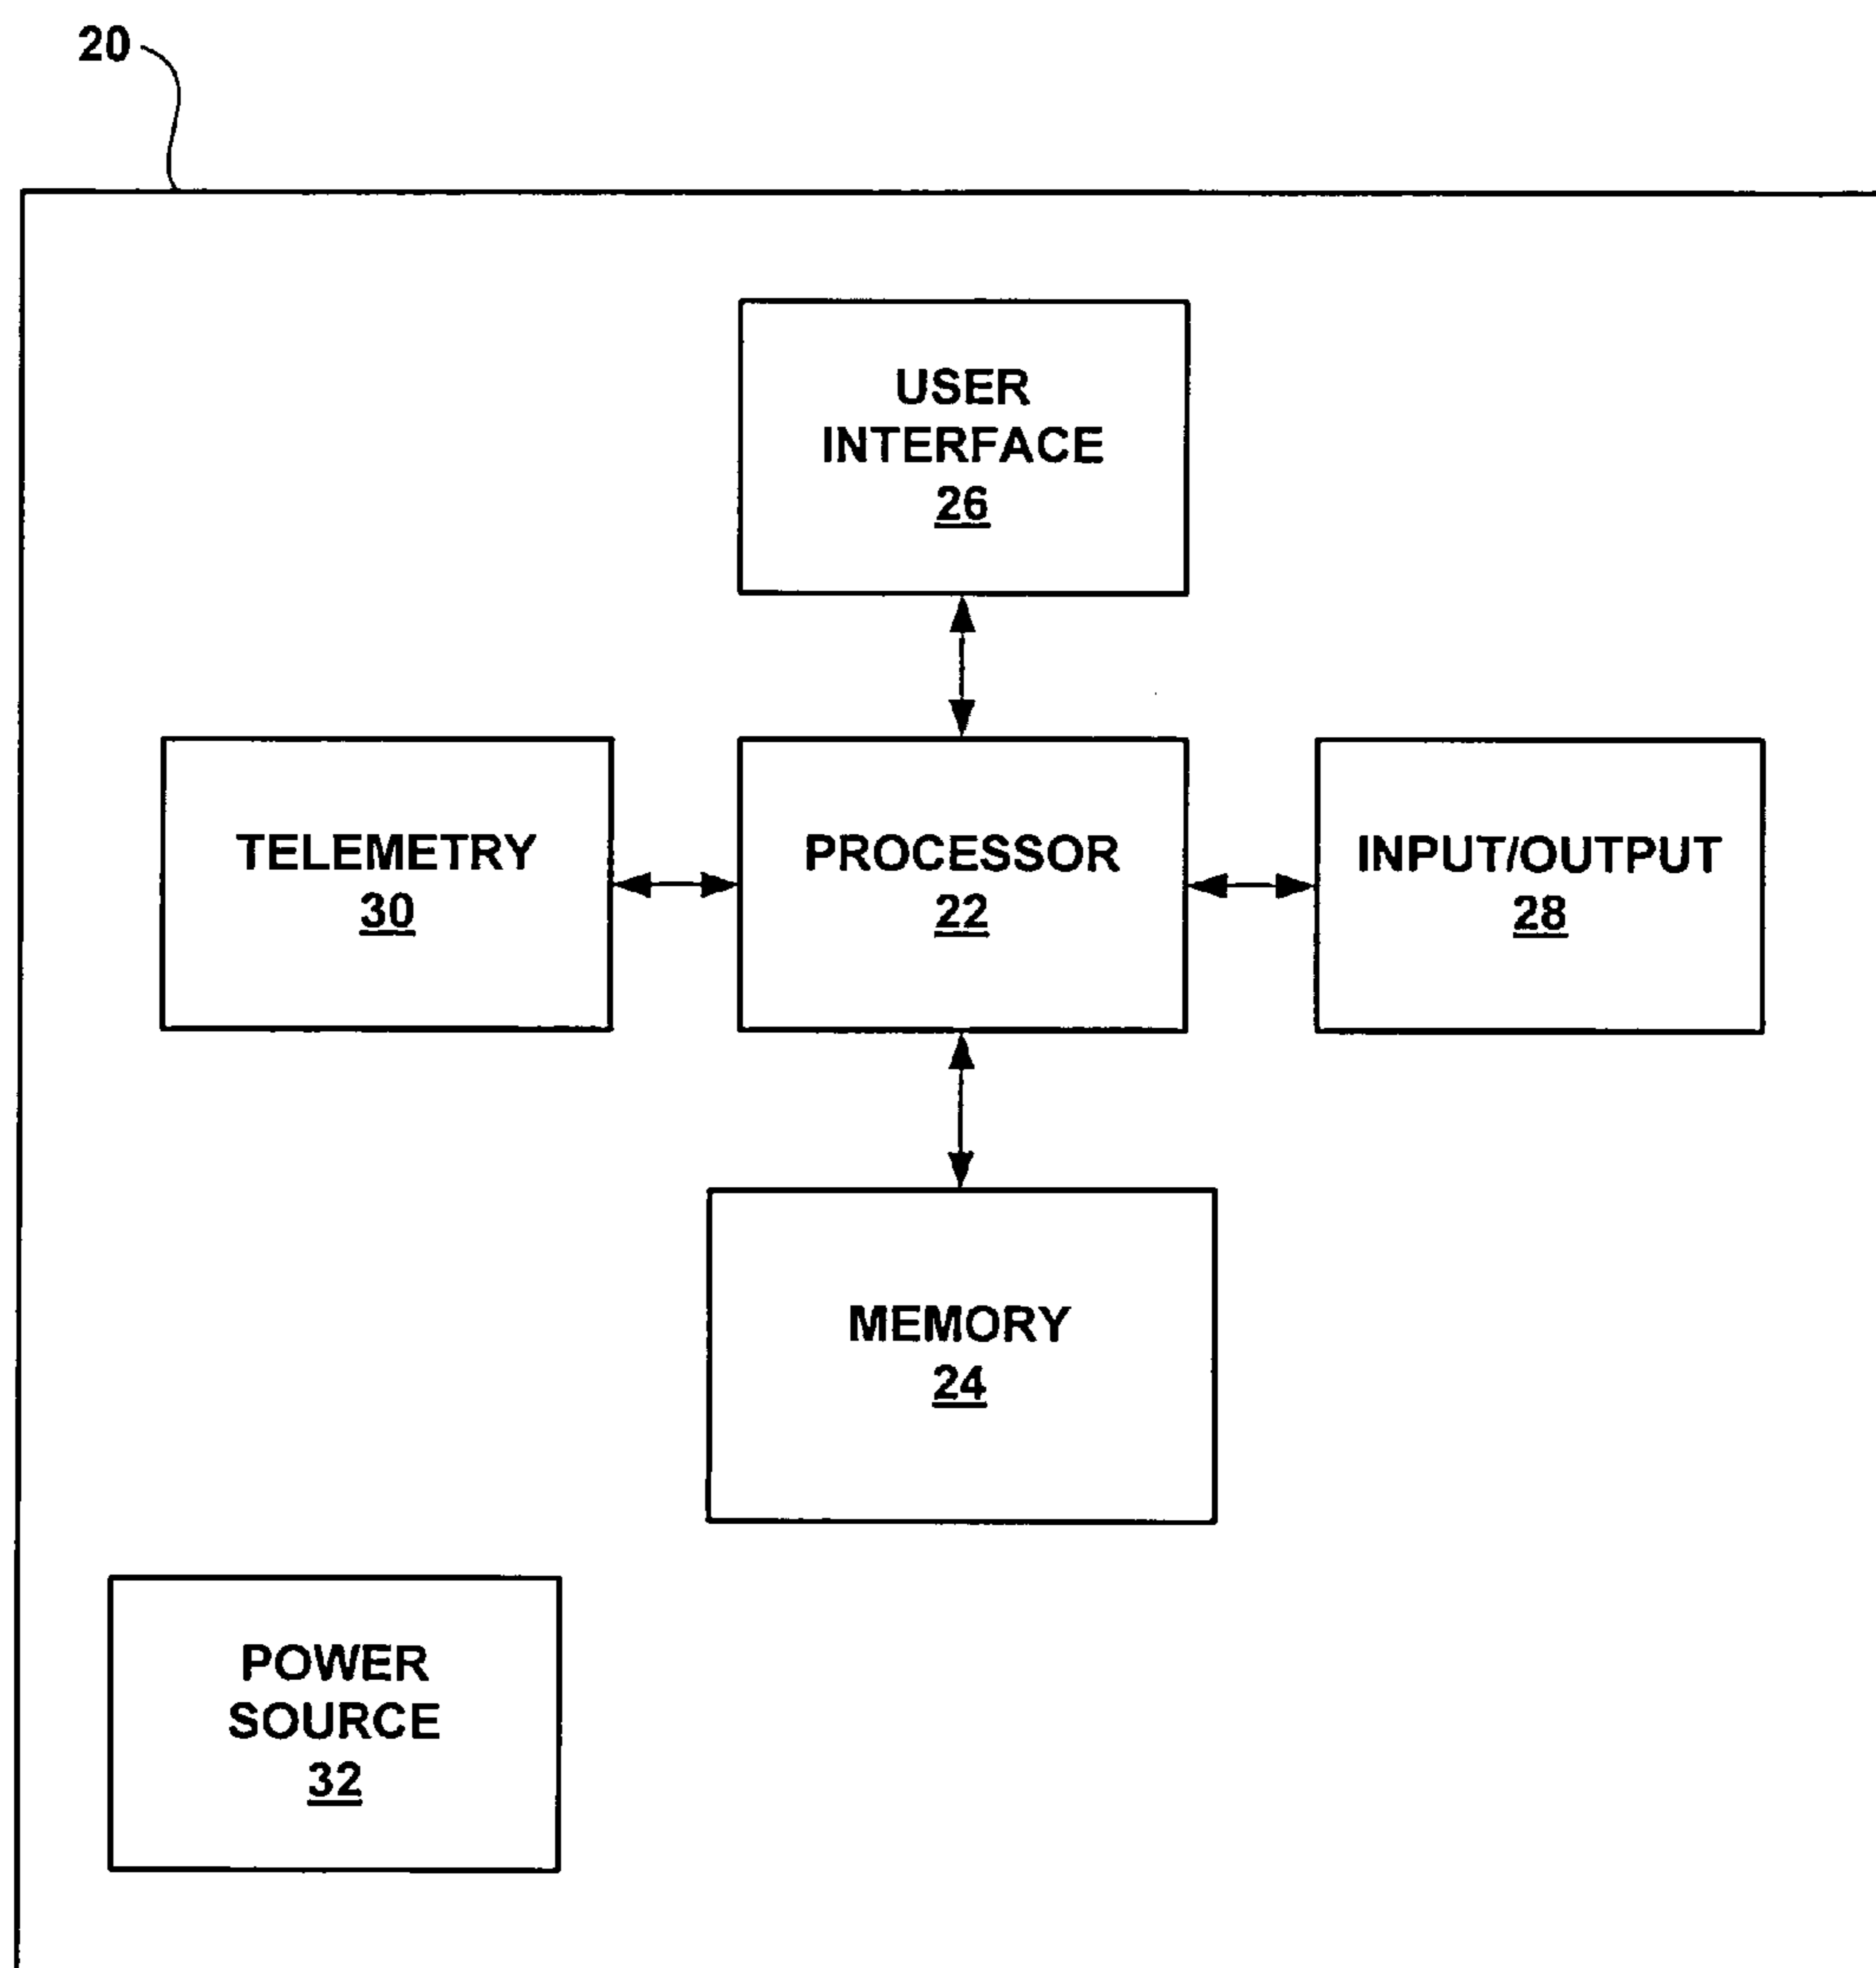 20
USER
INTERFACE
26
TELEMETRY
30
PROCESSOR
22
INPUT/OUTPUT
28
MEMORY
24
POWER
SOURCE
32